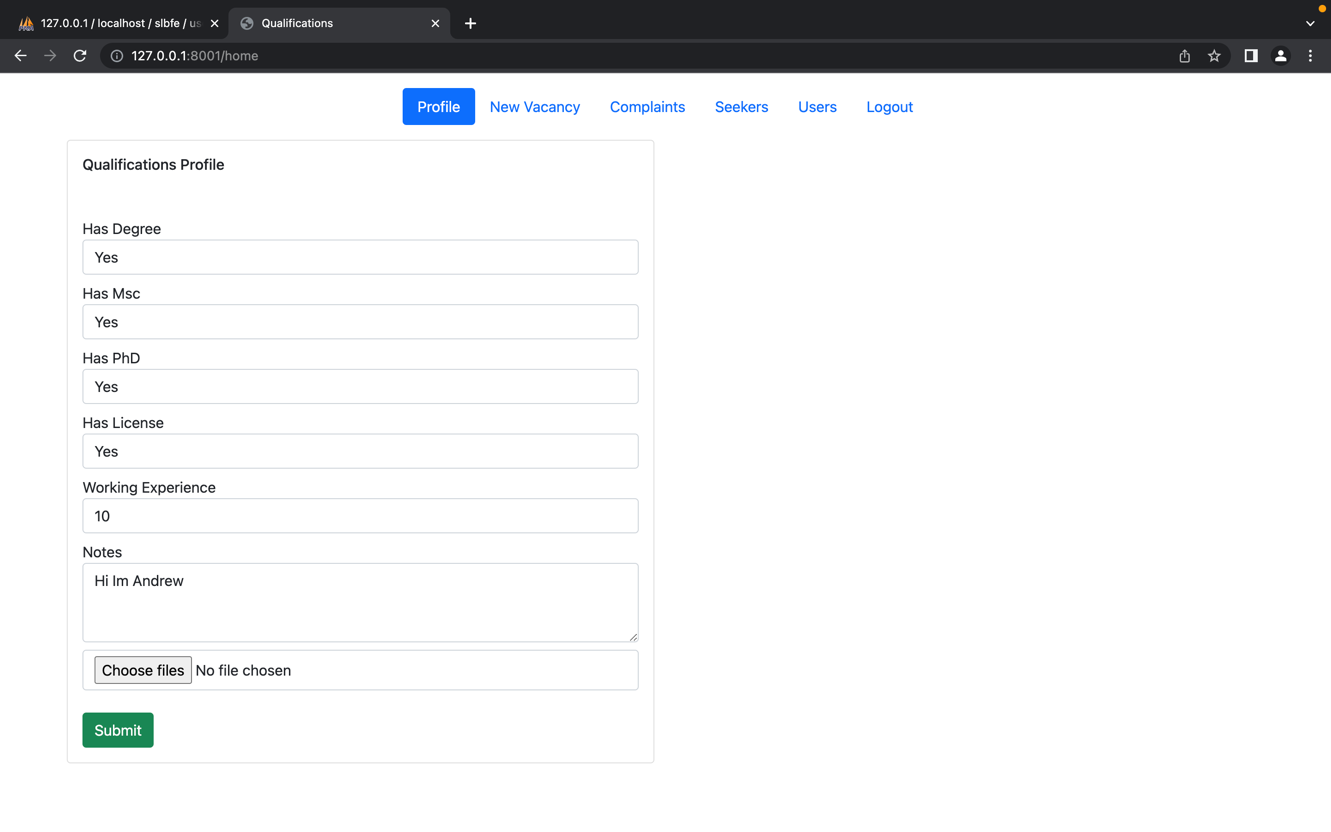 127.0.0.1 / localhost / slbfe / us
Qualifications
127.0.0.1:8001/home
Profile New Vacancy Complaints Seekers Users Logout
Qualifications Profile
Has Degree
Yes
Has Msc
Yes
Has PhD
Yes
Has License
Yes
Working Experience
10
Notes
Hi Im Andrew
Choose files No file chosen
Submit